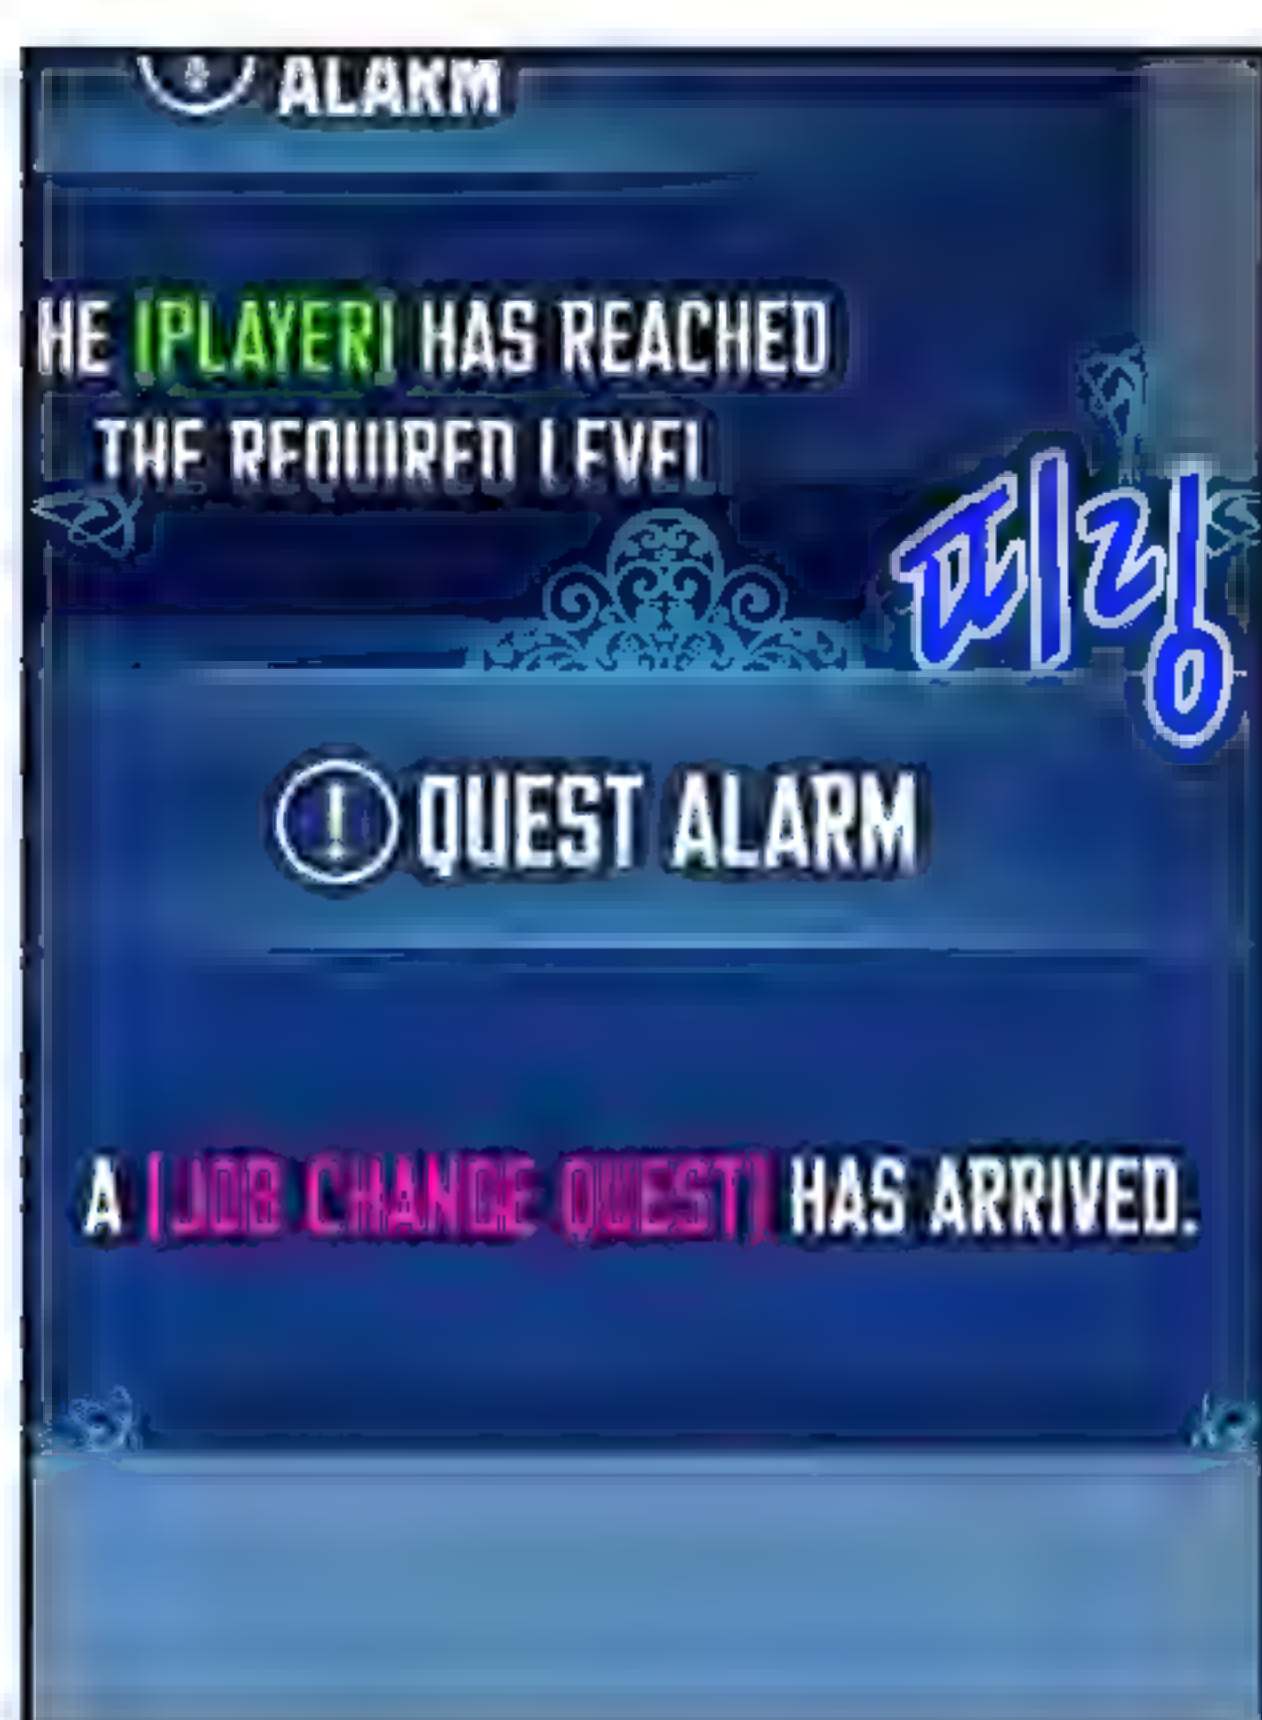 ALARM
HE [PLAYER] HAS REACHED
THE REQUIRED LEVEL
띠링
QUEST ALARM
A [JOB CHANGE QUEST] HAS ARRIVED.